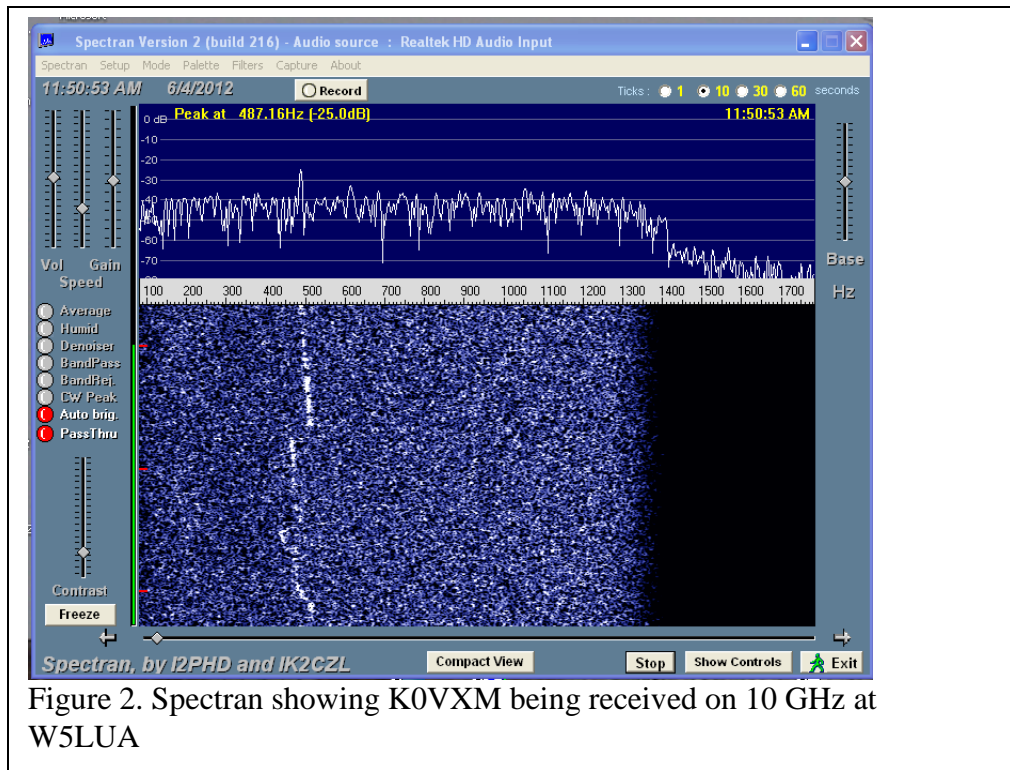 Microsoft
Spectran Version 2 (build 216) - Audio source : Realtek HD Audio Input
Spectran Setup Mode Palette Filters Capture About
11:50:53 AM 6/4/2012 Record Ticks: 1 10 30 60 seconds
0 dB Peak at 487.16Hz (-25.0dB) 11:50:53 AM
-10
-20
-30
-40
-60
-70
Vol Gain
Speed
Base
100 200 300 400 500 600 700 800 900 1000 1100 1200 1300 1400 1500 1600 1700 Hz
Average
Humid
Denoiser
BandPass
BandRej.
CW Peak
Auto brig.
PassThru
Contrast
Freeze
Spectran, by I2PHD and IK2CZL Compact View Stop Show Controls Exit
Figure 2. Spectran showing K0VXM being received on 10 GHz at
W5LUA